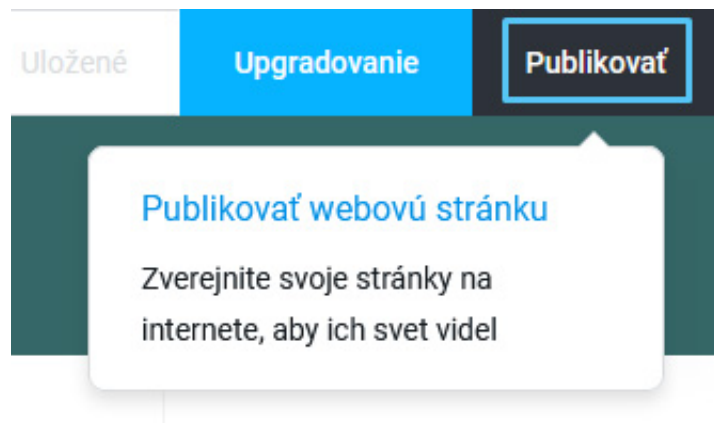 Uložené Upgradovanie Publikovať
Publikovať webovú stránku
Zverejnite svoje stránky na
internete, aby ich svet videl